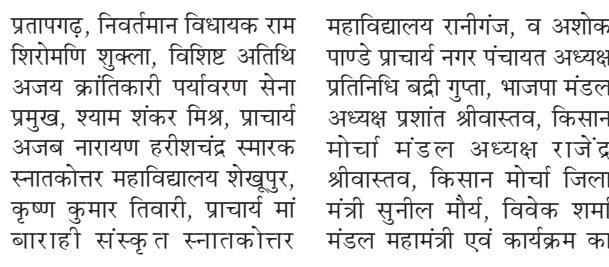 प्रतापगढ़, निवर्तमान विधायक राम
शिरोमणि शुक्ला, विशिष्ट अतिथि
अजय क्रांतिकारी पर्यावरण सेना
प्रमुख, श्याम शंकर मिश्र, प्राचार्य
अजब नारायण हरीशचंद्र स्मारक
स्नातकोत्तर महाविद्यालय शेखूपुर,
कृष्ण कुमार तिवारी, प्राचार्य मां
बाराही संस्कृत स्नातकोत्तर
महाविद्यालय रानीगंज, व अशोक
पाण्डे प्राचार्य नगर पंचायत अध्यक्ष
प्रतिनिधि बद्री गुप्ता, भाजपा मंडल
अध्यक्ष प्रशांत श्रीवास्तव, किसान
मोर्चा मंडल अध्यक्ष राजेंद्र
श्रीवास्तव, किसान मोर्चा जिला
मंत्री सुनील मौर्य, विवेक शर्मा
मंडल महामंत्री एवं कार्यक्रम का